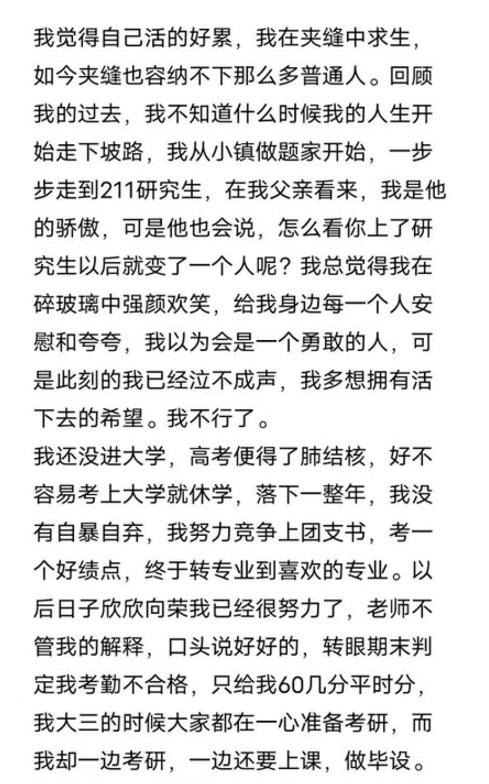 我觉得自己活的好累，我在夹缝中求生，
如今夹缝也容纳不下那么多普通人。回顾
我的过去，我不知道什么时候我的人生开
始走下坡路，我从小镇做题家开始，一步
步走到211研究生，在我父亲看来，我是他
的骄傲，可是他也会说，怎么看你上了研
究生以后就变了一个人呢？我总觉得我在
碎玻璃中强颜欢笑，给我身边每一个人安
慰和夸夸，我以为会是一个勇敢的人，可
是此刻的我已经泣不成声，我多想拥有活
下去的希望。我不行了。
我还没进大学，高考便得了肺结核，好不
容易考上大学就休学，落下一整年，我没
有自暴自弃，我努力竞争上团支书，考一
个好绩点，终于转专业到喜欢的专业。以
后日子欣欣向荣我已经很努力了，老师不
管我的解释，口头说好好的，转眼期末判
定我考勤不合格，只给我60几分平时分，
我大三的时候大家都在一心准备考研，而
我却一边考研，一边还要上课，做毕设。